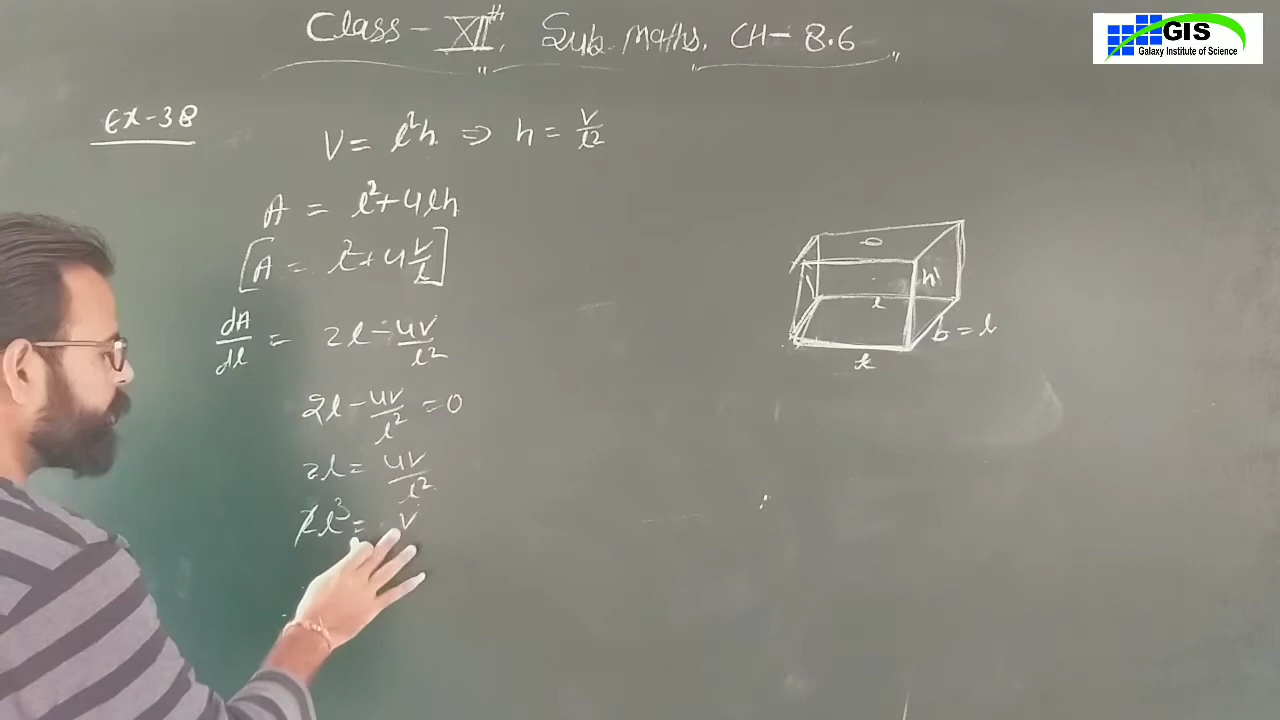 Class - XIIth, Sub. Maths. CH- 8.6
GIS
Galaxy Institute of Science
Ex-38
V = l²h ⇒ h = V/l²
A = l²+4lh
[A = l²+4V/l]
dA/dl = 2l - 4V/l²
2l - 4V/l² = 0
2l = 4V/l²
2l³ = V
h
l
b = l
l